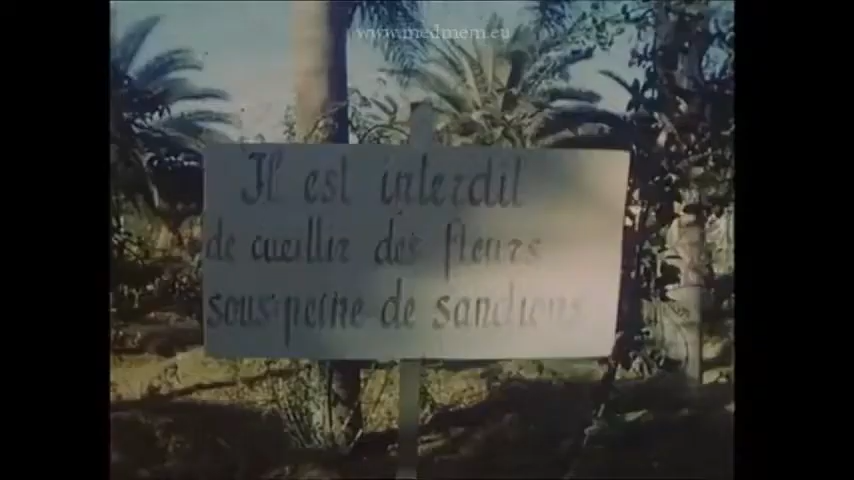 www.medmem.eu
Il est interdit
de cueillir des fleurs
sous peine de sanctions